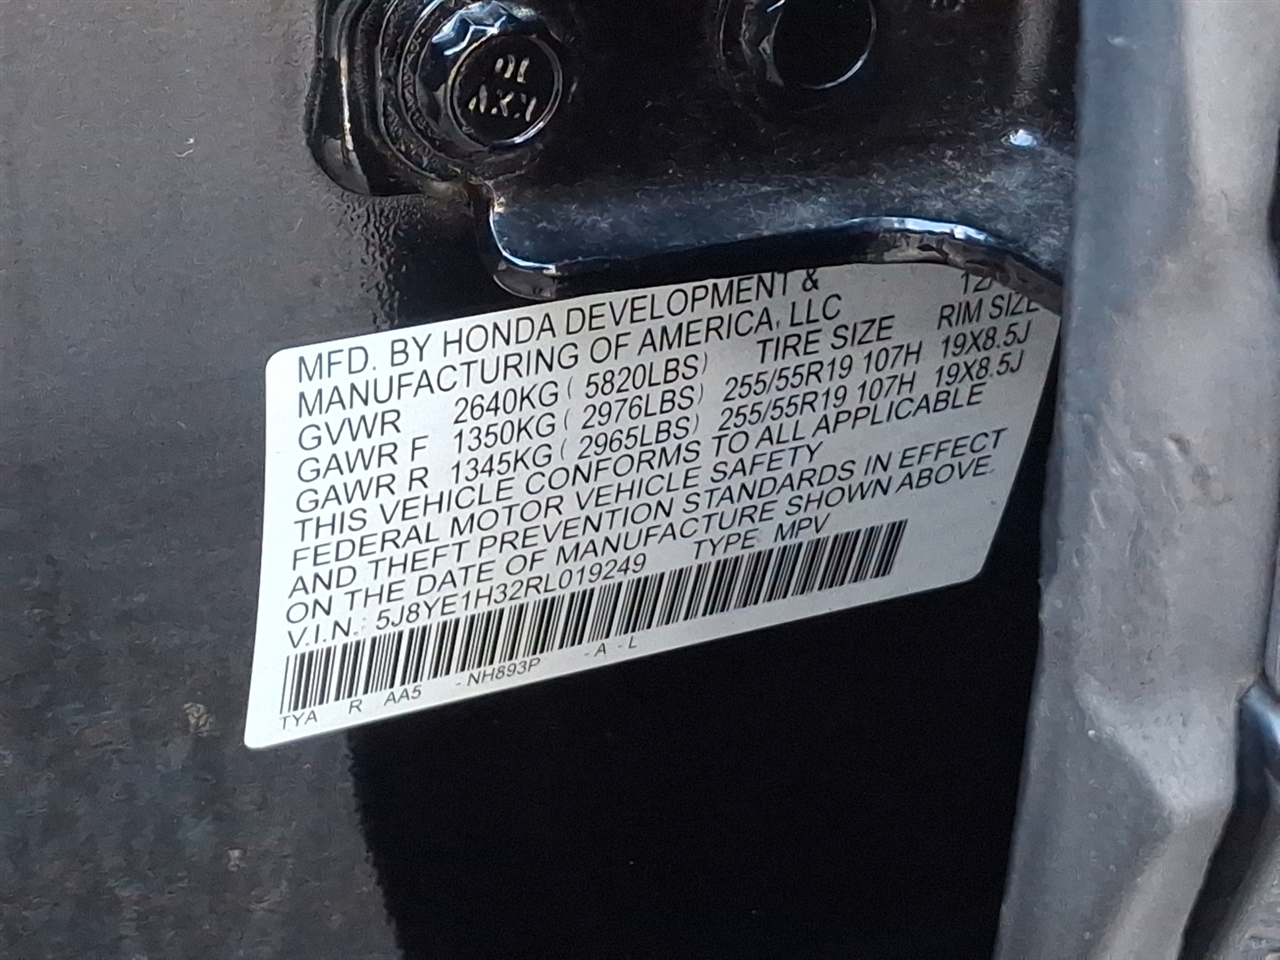 10
MFD. BY HONDA DEVELOPMENT &
MANUFACTURING OF AMERICA, LLC
TIRE SIZE RIM SIZE
GVWR 2640KG ( 5820LBS)
GAWR F 1350KG ( 2976LBS) 255/55R19 107H 19X8.5J
GAWR R 1345KG ( 2965LBS) 255/55R19 107H 19X8.5J
THIS VEHICLE CONFORMS TO ALL APPLICABLE
FEDERAL MOTOR VEHICLE SAFETY
AND THEFT PREVENTION STANDARDS IN EFFECT
ON THE DATE OF MANUFACTURE SHOWN ABOVE.
V.I.N.: 5J8YE1H32RL019249 TYPE: MPV
TYA R AA5 -NH893P -A -L